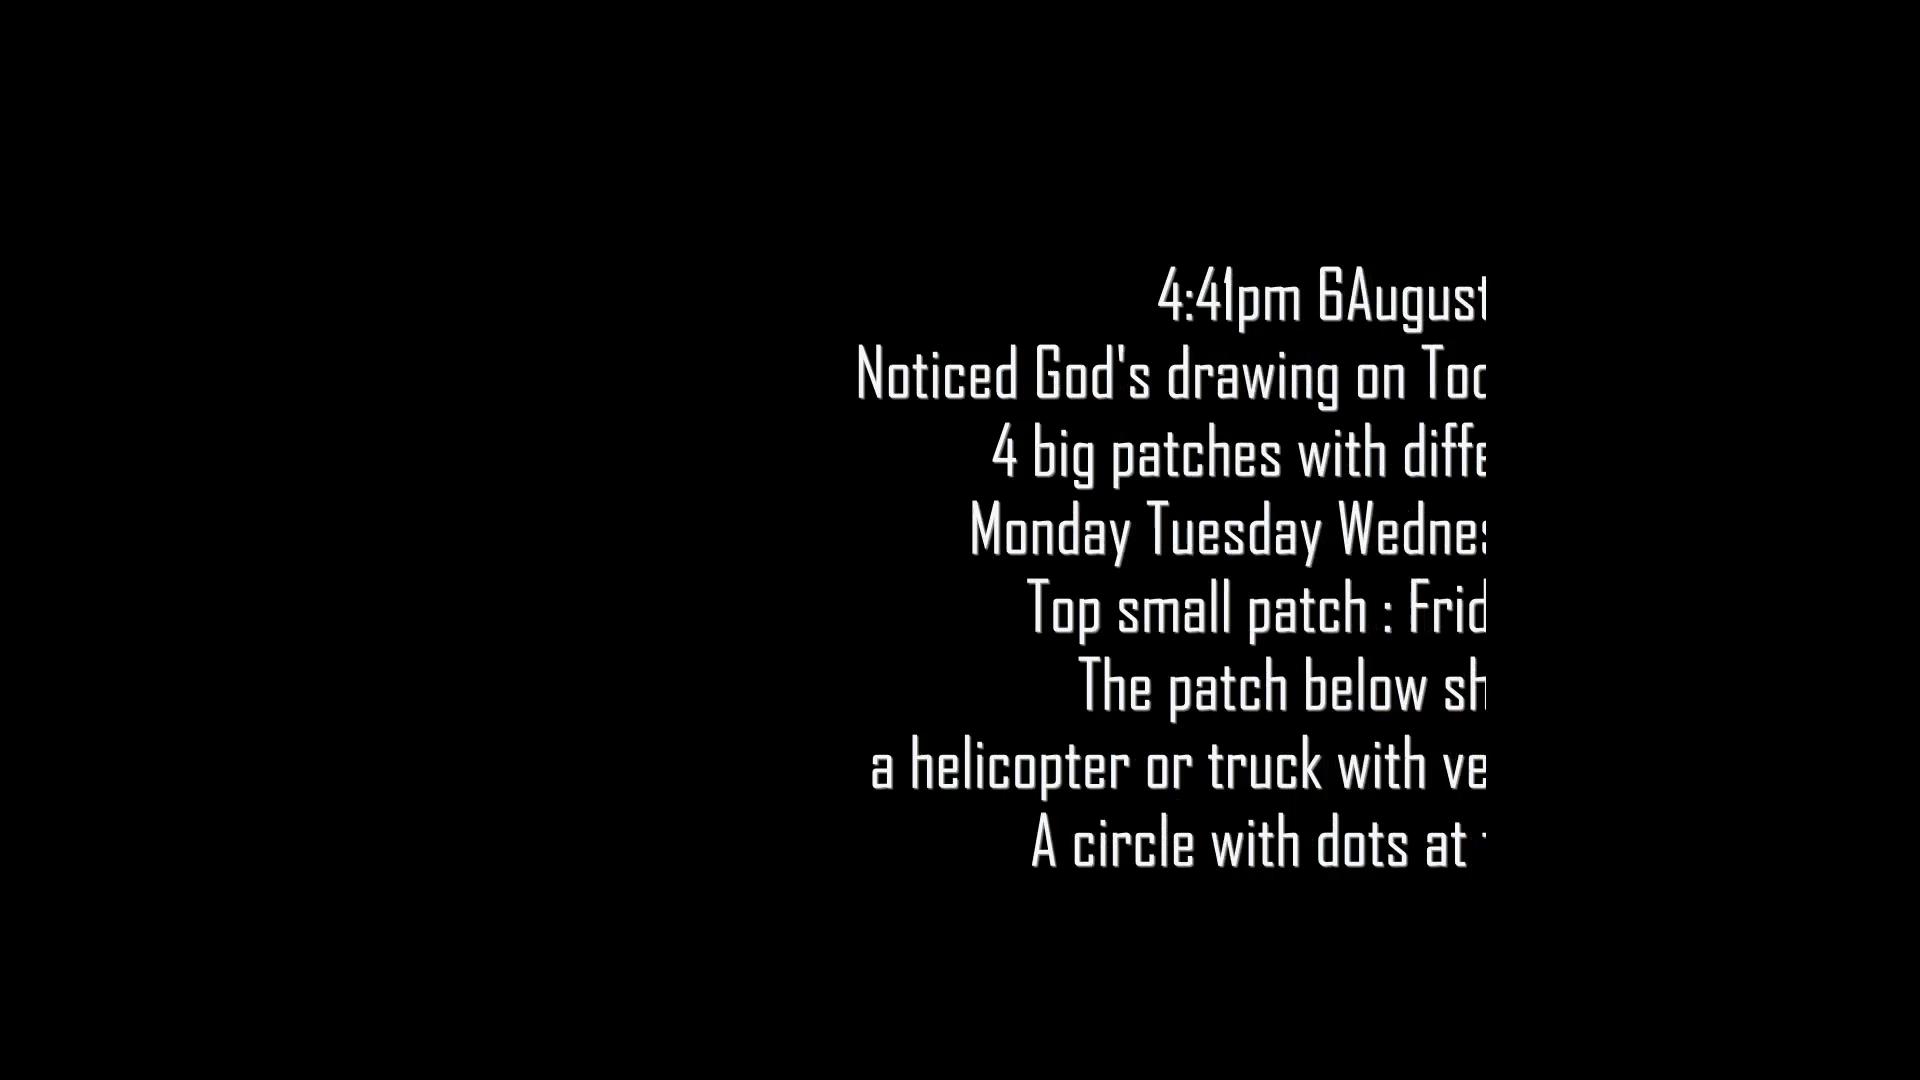 4:41pm 6August
Noticed God's drawing on
4 big patches with
Monday Tuesday
Top small patch :
The patch below
a helicopter or truck with
A circle with dots at